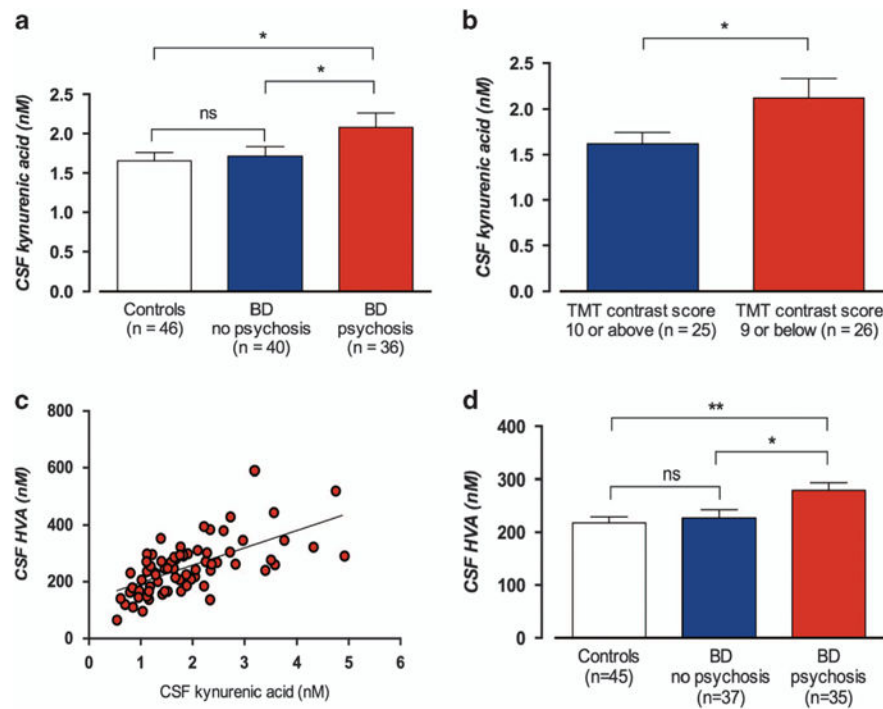 a
*
*
ns
CSF kynurenic acid (nM)
2.5
2.0
1.5
1.0
0.5
0.0
Controls
(n = 46)
BD
no psychosis
(n = 40)
BD
psychosis
(n = 36)
b
*
CSF kynurenic acid (nM)
2.5
2.0
1.5
1.0
0.5
0.0
TMT contrast score
10 or above (n = 25)
TMT contrast score
9 or below (n = 26)
c
CSF HVA (nM)
800
600
400
200
0
0 1 2 3 4 5 6
CSF kynurenic acid (nM)
d
**
*
ns
CSF HVA (nM)
400
300
200
100
0
Controls
(n=45)
BD
no psychosis
(n=37)
BD
psychosis
(n=35)